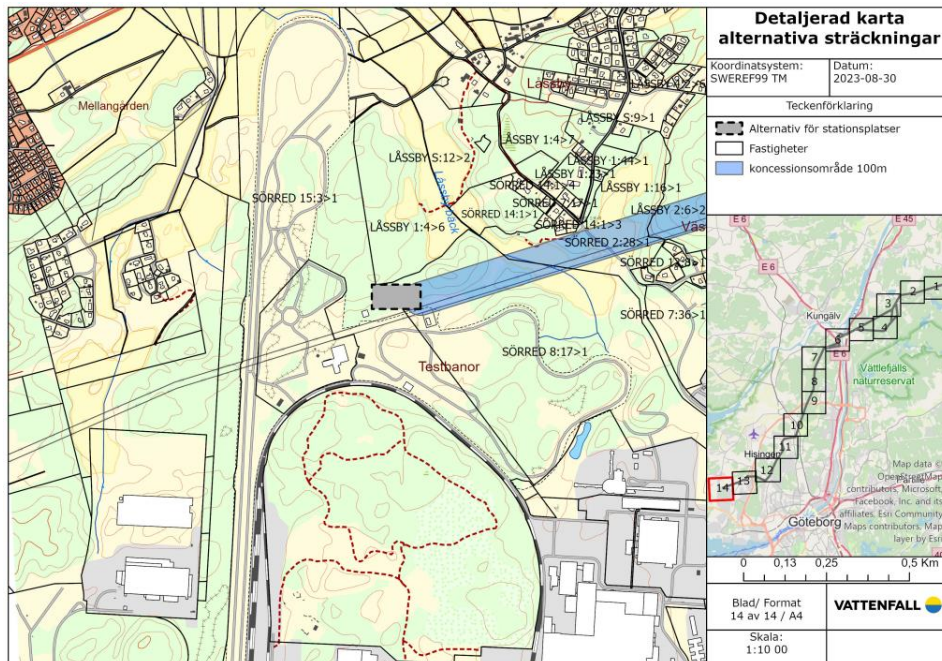 Detaljerad karta
alternativa sträckningar
Koordinatsystem:
SWEREF99 TM
Datum:
2023-08-30
Teckenförklaring
Alternativ för stationsplatser
Fastigheter
koncessionsområde 100m
Mellangården
LÅSSBY S:9>1
LÅSSBY 1:4>7
LÅSSBY S:12>2
LÅSSBY 1:44>1
LÅSSBY 1:16>1
SÖRRED 15:3>1
SÖRRED 14:1>1
LÅSSBY 2:6>2
LÅSSBY 1:4>6
SÖRRED 14:1>3
SÖRRED 2:28>1
SÖRRED 7:36>1
SÖRRED 8:17>1
Testbanor
E 6
E 45
1
2
3
Kungälv
5
4
6
E 6
7
Vättlefjälls
naturreservat
8
9
10
11
Hisingen
12
13
14
Göteborg
Map data ©
OpenStreetMap
contributors, Microsoft,
Facebook, Inc. and its
affiliates, Esri Community
Maps contributors, Map
layer by Esri
0
0,13
0,25
0,5 Km
Blad/ Format
14 av 14 / A4
VATTENFALL
Skala:
1:10 00